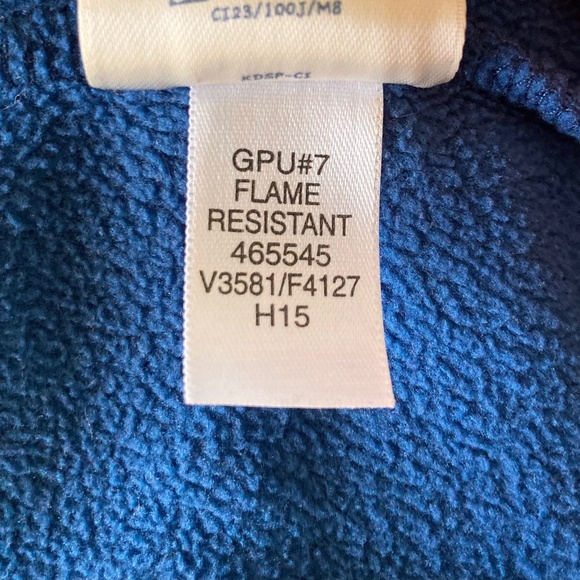 CI23/100J/M8
KDSP-CI
GPU#7
FLAME
RESISTANT
465545
V3581/F4127
H15